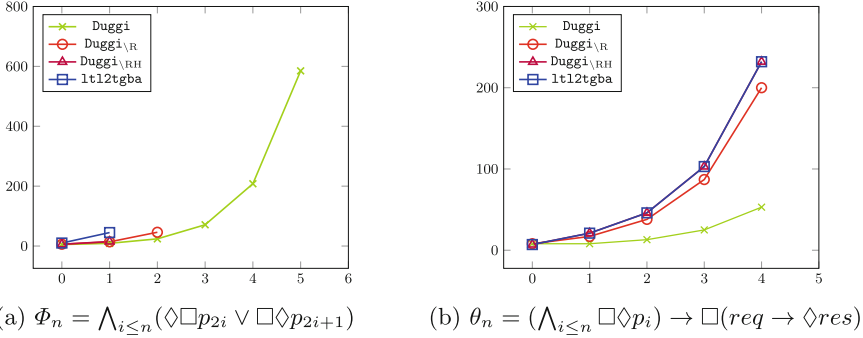 800
600
400
200
0
0 1 2 3 4 5 6
Duggi
Duggi\R
Duggi\RH
ltl2tgba
(a) Φn = ⋀i≤n(◇□p2i ∨ □◇p2i+1)
300
200
100
0
0 1 2 3 4 5
Duggi
Duggi\R
Duggi\RH
ltl2tgba
(b) θn = (⋀i≤n □◇pi) → □(req → ◇res)